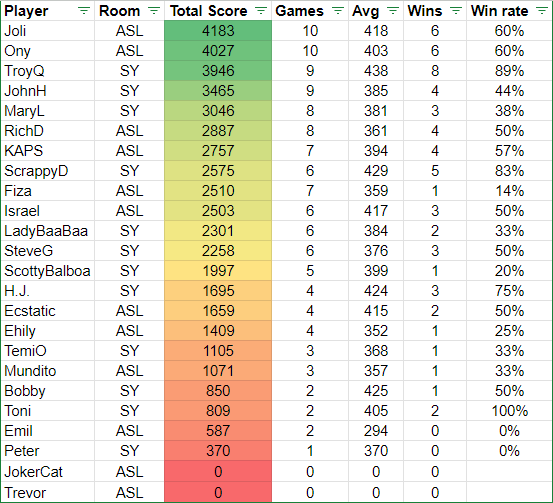 Player Room Total Score Games Avg Wins Win rate
Joli ASL 4183 10 418 6 60%
Ony ASL 4027 10 403 6 60%
TroyQ SY 3946 9 438 8 89%
JohnH SY 3465 9 385 4 44%
MaryL SY 3046 8 381 3 38%
RichD ASL 2887 8 361 4 50%
KAPS ASL 2757 7 394 4 57%
ScrappyD SY 2575 6 429 5 83%
Fiza ASL 2510 7 359 1 14%
Israel ASL 2503 6 417 3 50%
LadyBaaBaa SY 2301 6 384 2 33%
SteveG SY 2258 6 376 3 50%
ScottyBalboa SY 1997 5 399 1 20%
H.J. SY 1695 4 424 3 75%
Ecstatic ASL 1659 4 415 2 50%
Ehily ASL 1409 4 352 1 25%
TemiO SY 1105 3 368 1 33%
Mundito ASL 1071 3 357 1 33%
Bobby SY 850 2 425 1 50%
Toni SY 809 2 405 2 100%
Emil ASL 587 2 294 0 0%
Peter SY 370 1 370 0 0%
JokerCat ASL 0 0 0 0
Trevor ASL 0 0 0 0